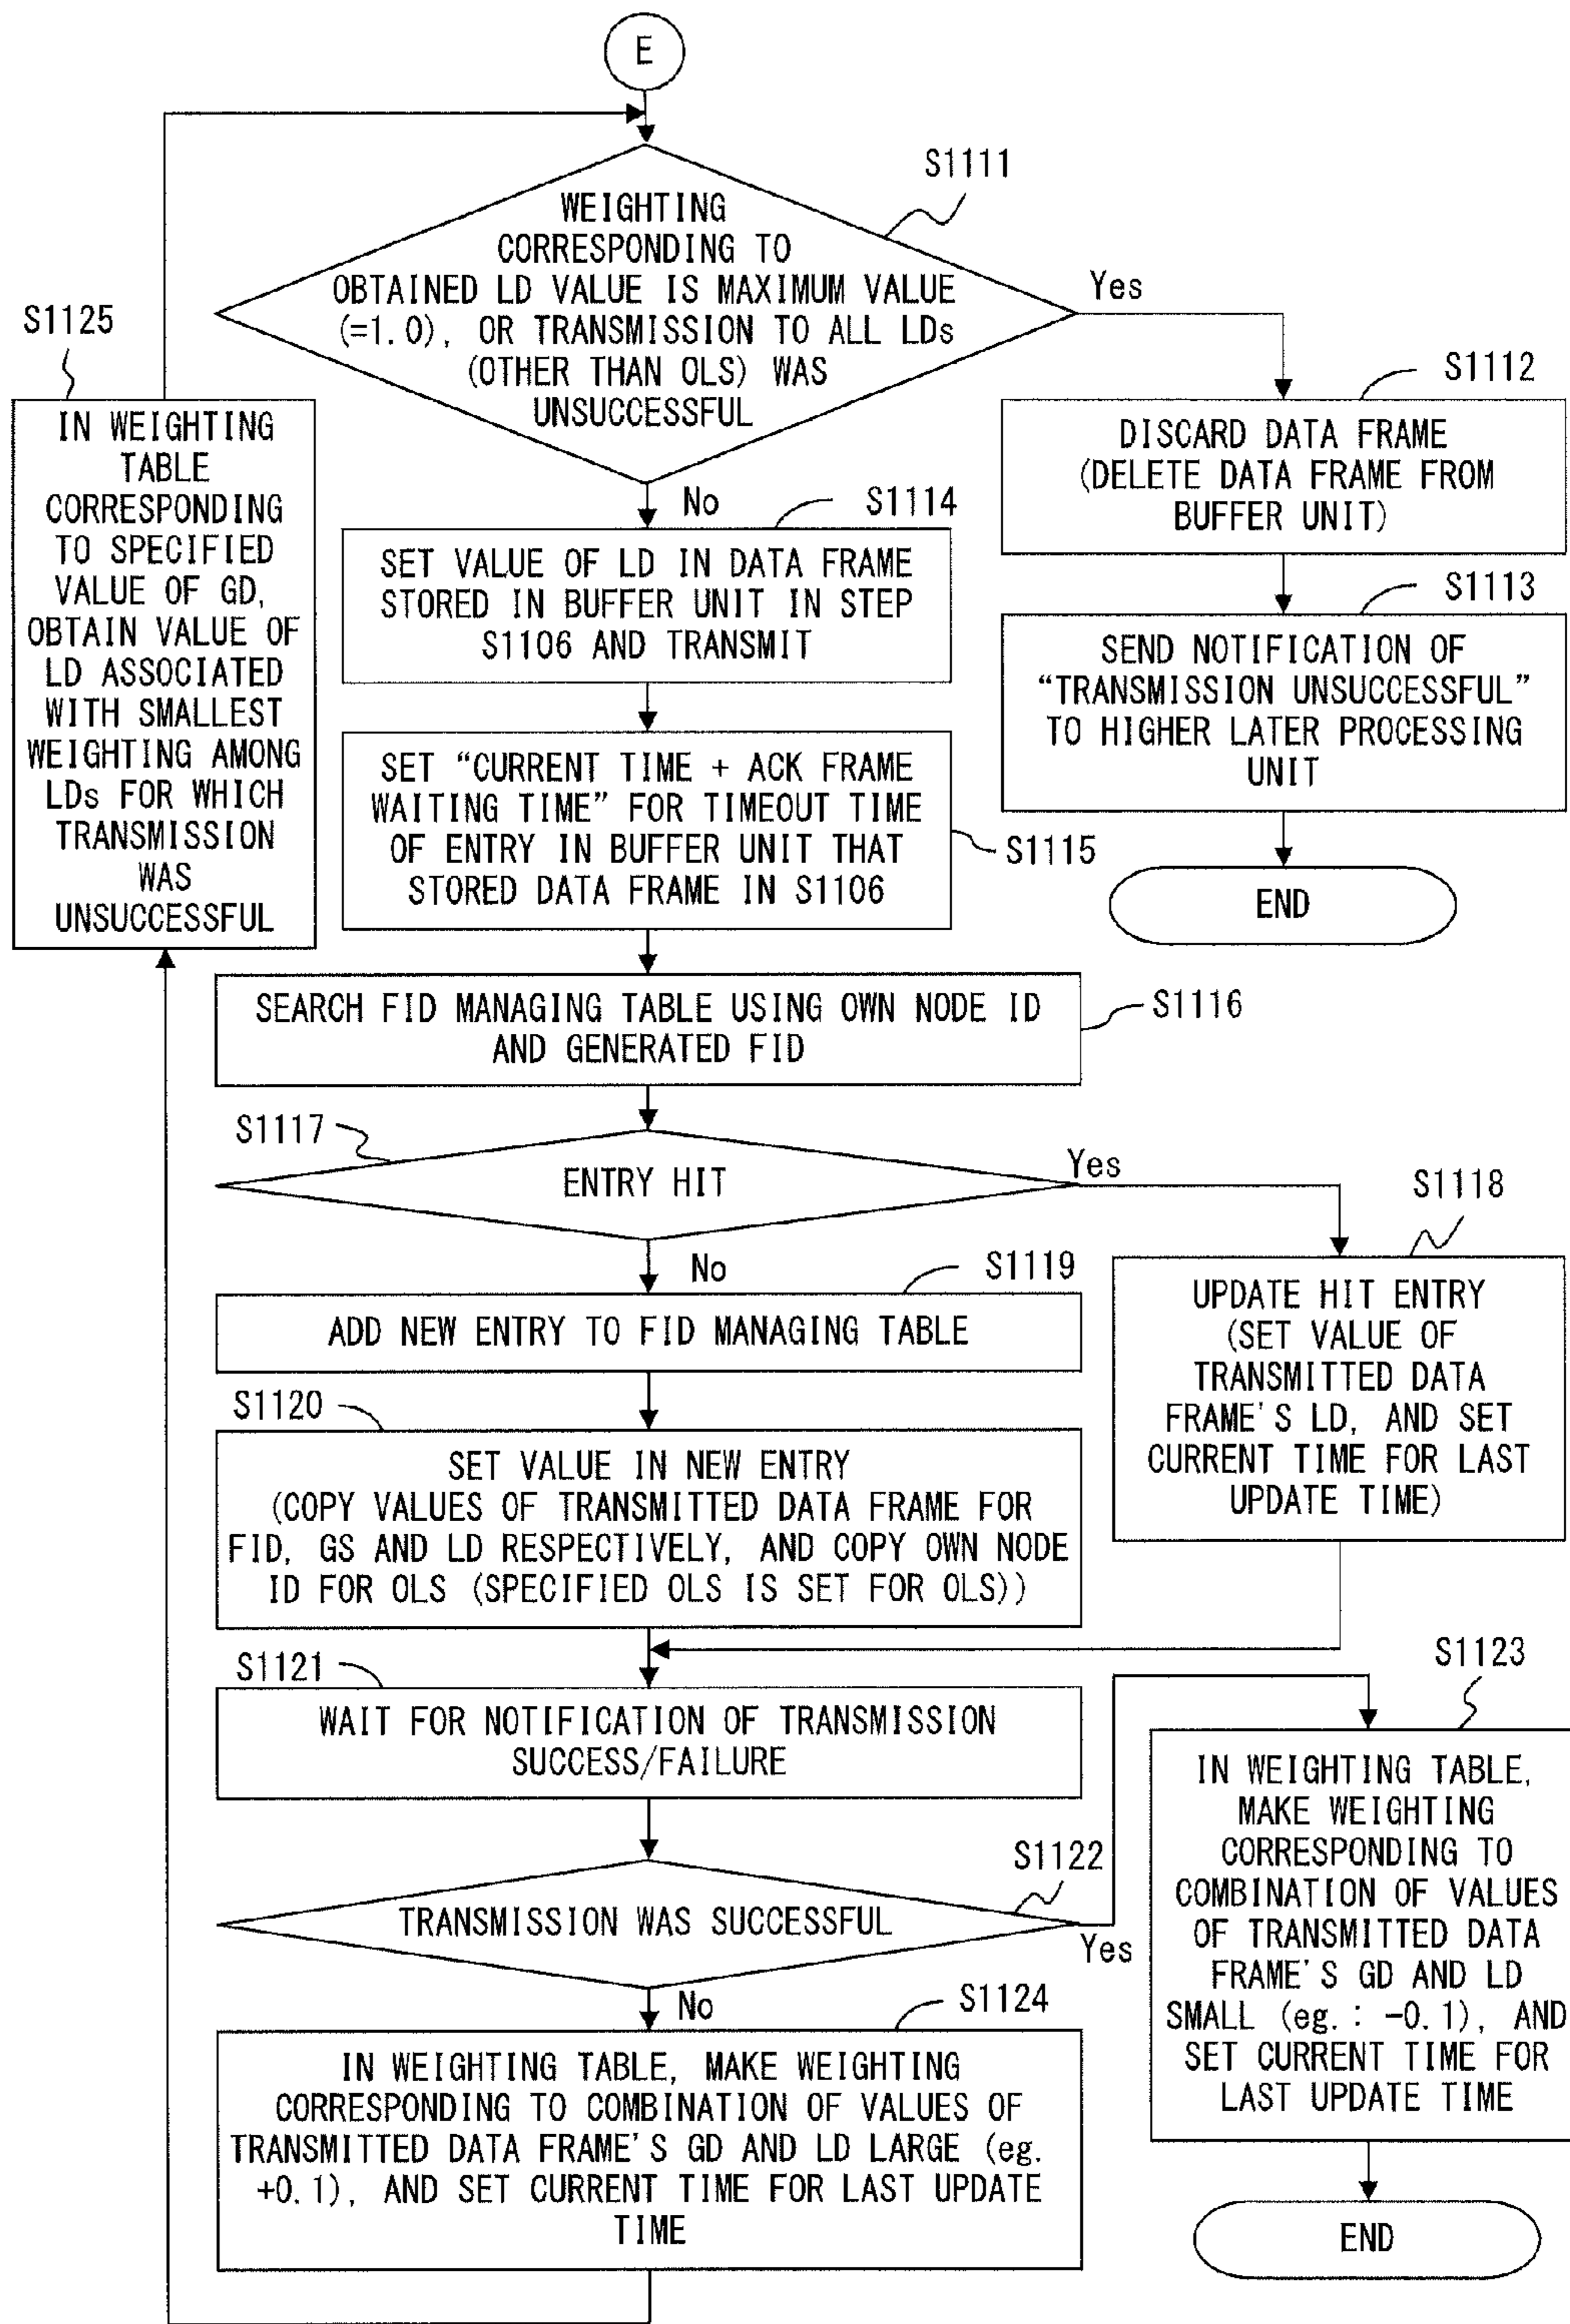 E
S1111
WEIGHTING
CORRESPONDING TO
OBTAINED LD VALUE IS MAXIMUM VALUE
(=1.0), OR TRANSMISSION TO ALL LDs
(OTHER THAN OLS) WAS
UNSUCCESSFUL
Yes
No
S1112
DISCARD DATA FRAME
(DELETE DATA FRAME FROM
BUFFER UNIT)
S1113
SEND NOTIFICATION OF
“TRANSMISSION UNSUCCESSFUL”
TO HIGHER LATER PROCESSING
UNIT
END
S1125
IN WEIGHTING
TABLE
CORRESPONDING
TO SPECIFIED
VALUE OF GD,
OBTAIN VALUE OF
LD ASSOCIATED
WITH SMALLEST
WEIGHTING AMONG
LDs FOR WHICH
TRANSMISSION
WAS
UNSUCCESSFUL
S1114
SET VALUE OF LD IN DATA FRAME
STORED IN BUFFER UNIT IN STEP
S1106 AND TRANSMIT
SET “CURRENT TIME + ACK FRAME
WAITING TIME” FOR TIMEOUT TIME
OF ENTRY IN BUFFER UNIT THAT
STORED DATA FRAME IN S1106
S1115
SEARCH FID MANAGING TABLE USING OWN NODE ID
AND GENERATED FID
S1116
S1117
ENTRY HIT
Yes
No
S1118
UPDATE HIT ENTRY
(SET VALUE OF
TRANSMITTED DATA
FRAME'S LD, AND SET
CURRENT TIME FOR LAST
UPDATE TIME)
S1119
ADD NEW ENTRY TO FID MANAGING TABLE
S1120
SET VALUE IN NEW ENTRY
(COPY VALUES OF TRANSMITTED DATA FRAME FOR
FID, GS AND LD RESPECTIVELY, AND COPY OWN NODE
ID FOR OLS (SPECIFIED OLS IS SET FOR OLS))
S1121
WAIT FOR NOTIFICATION OF TRANSMISSION
SUCCESS/FAILURE
S1122
TRANSMISSION WAS SUCCESSFUL
Yes
No
S1123
IN WEIGHTING TABLE,
MAKE WEIGHTING
CORRESPONDING TO
COMBINATION OF VALUES
OF TRANSMITTED DATA
FRAME'S GD AND LD
SMALL (eg.: -0.1), AND
SET CURRENT TIME FOR
LAST UPDATE TIME
END
S1124
IN WEIGHTING TABLE, MAKE WEIGHTING
CORRESPONDING TO COMBINATION OF VALUES OF
TRANSMITTED DATA FRAME'S GD AND LD LARGE (eg.
+0.1), AND SET CURRENT TIME FOR LAST UPDATE
TIME